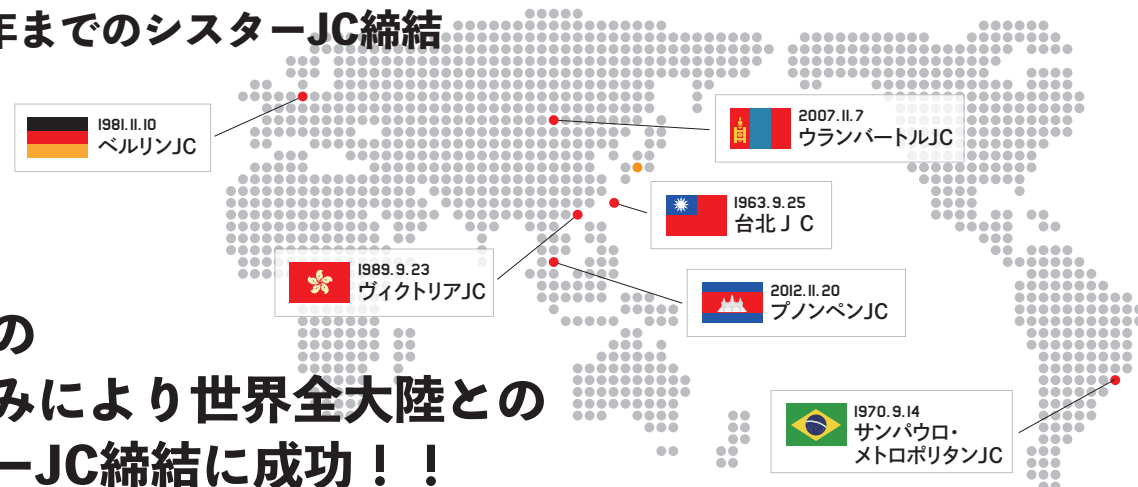 年までのシスターJC締結
1981.11.10
ベルリンJC
2007.11.7
ウランバートルJC
1963.9.25
台北JC
1989.9.23
ヴィクトリアJC
2012.11.20
プノンペンJC
1970.9.14
サンパウロ・
メトロポリタンJC
の
みにより世界全大陸との
ーJC締結に成功！！